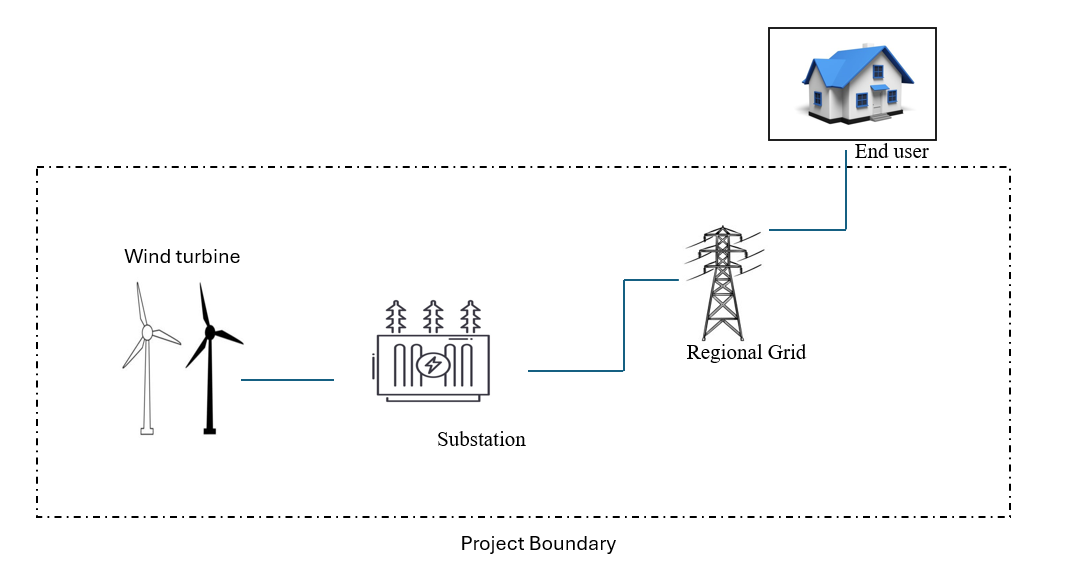 End user
Wind turbine
Regional Grid
Substation
Project Boundary